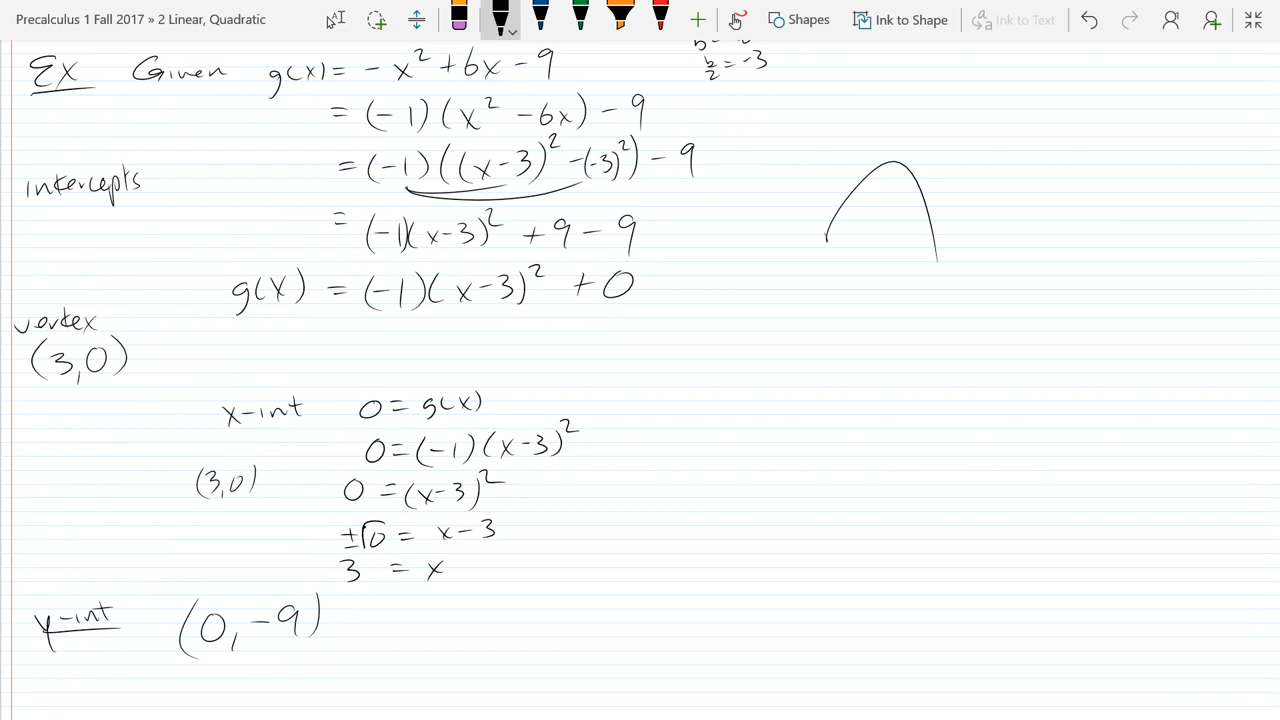 Precalculus 1 Fall 2017 » 2 Linear, Quadratic
Shapes
Ink to Shape
Ink to Text
b/2 = -3
Ex Given g(x) = -x² + 6x - 9
= (-1)(x² - 6x) - 9
= (-1)((x-3)² - (-3)²) - 9
intercepts
= (-1)(x-3)² + 9 - 9
g(x) = (-1)(x-3)² + 0
vertex
(3,0)
x-int 0 = g(x)
0 = (-1)(x-3)²
(3,0) 0 = (x-3)²
±√0 = x - 3
3 = x
y-int (0, -9)